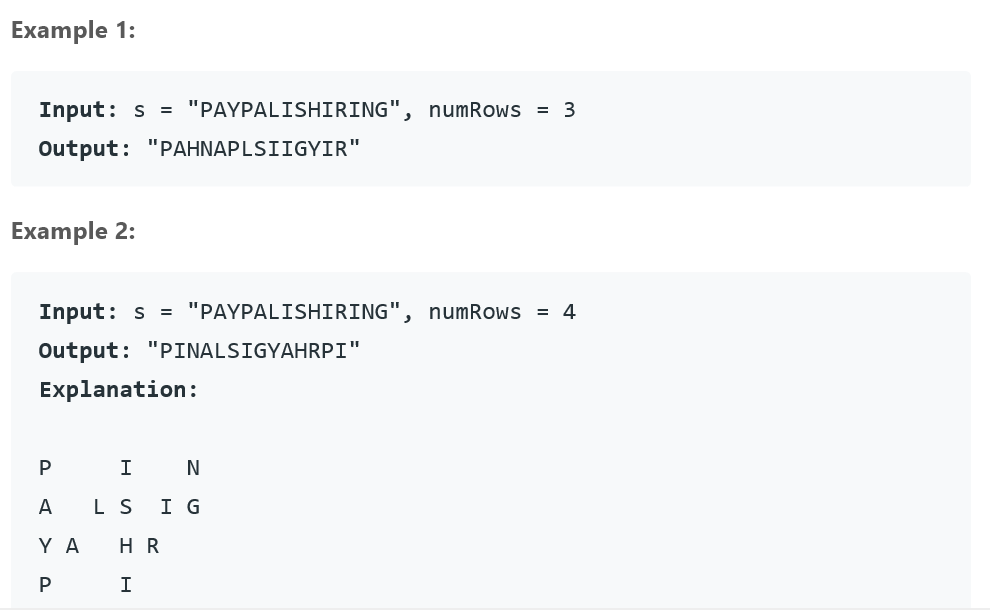 Example 1:
Input: s = "PAYPALISHIRING", numRows = 3
Output: "PAHNAPLSIIGYIR"
Example 2:
Input: s = "PAYPALISHIRING", numRows = 4
Output: "PINALSIGYAHRPI"
Explanation:
P     I    N
A   L S  I G
Y A   H R
P     I